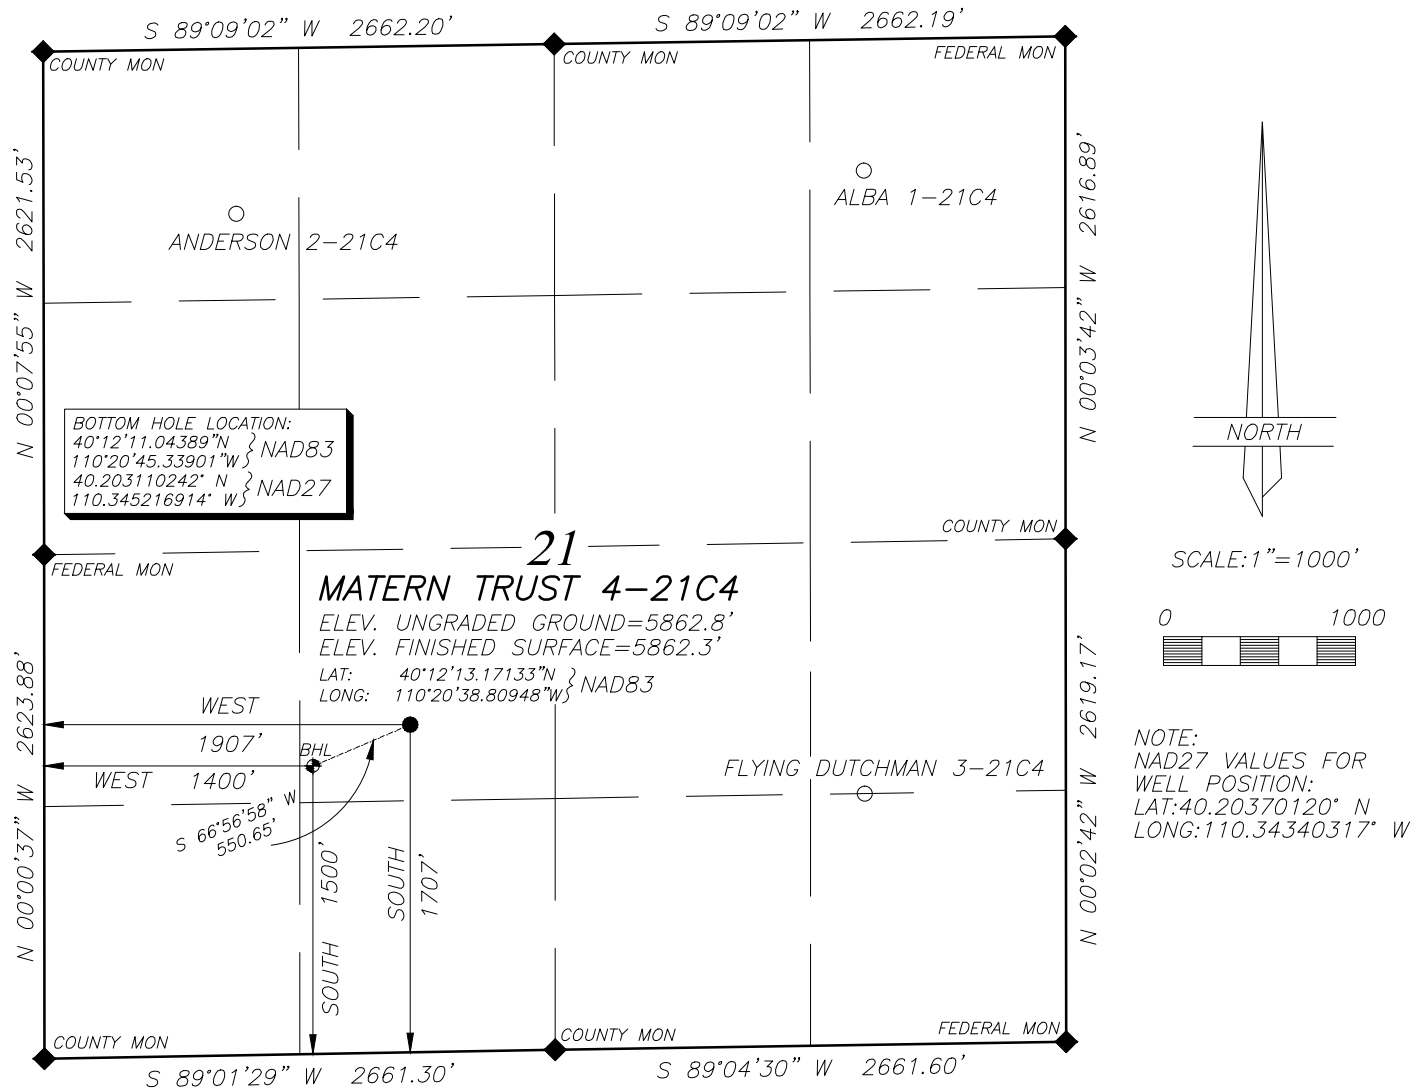 S 89°09'02" W 2662.20'
S 89°09'02" W 2662.19'
COUNTY MON
COUNTY MON
FEDERAL MON
N 00°07'55" W 2621.53'
N 00°03'42" W 2616.89'
ALBA 1-21C4
ANDERSON 2-21C4
BOTTOM HOLE LOCATION:
40°12'11.04389"N
110°20'45.33901"W } NAD83
40.203110242° N
110.345216914° W } NAD27
NORTH
COUNTY MON
21
FEDERAL MON
SCALE:1"=1000'
0 1000
MATERN TRUST 4-21C4
ELEV. UNGRADED GROUND=5862.8'
ELEV. FINISHED SURFACE=5862.3'
LAT: 40°12'13.17133"N
LONG: 110°20'38.80948"W } NAD83
N 00°00'37" W 2623.88'
N 00°02'42" W 2619.17'
WEST
1907'
BHL
WEST 1400'
S 66°56'58" W
550.65'
SOUTH 1500'
SOUTH
1707'
FLYING DUTCHMAN 3-21C4
NOTE:
NAD27 VALUES FOR
WELL POSITION:
LAT:40.20370120° N
LONG:110.34340317° W
COUNTY MON
COUNTY MON
FEDERAL MON
S 89°01'29" W 2661.30'
S 89°04'30" W 2661.60'